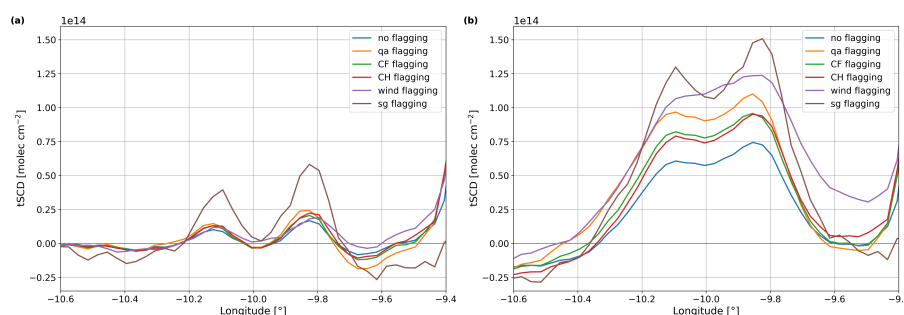 (a)
1e14
tSCD [molec cm⁻²]
1.50
1.25
1.00
0.75
0.50
0.25
0.00
−0.25
−10.6
−10.4
−10.2
−10.0
−9.8
−9.6
−9.4
Longitude [°]
no flagging
qa flagging
CF flagging
CH flagging
wind flagging
sg flagging
(b)
1e14
tSCD [molec cm⁻²]
1.50
1.25
1.00
0.75
0.50
0.25
0.00
−0.25
−10.6
−10.4
−10.2
−10.0
−9.8
−9.6
−9.
Longitude [°]
no flagging
qa flagging
CF flagging
CH flagging
wind flagging
sg flagging